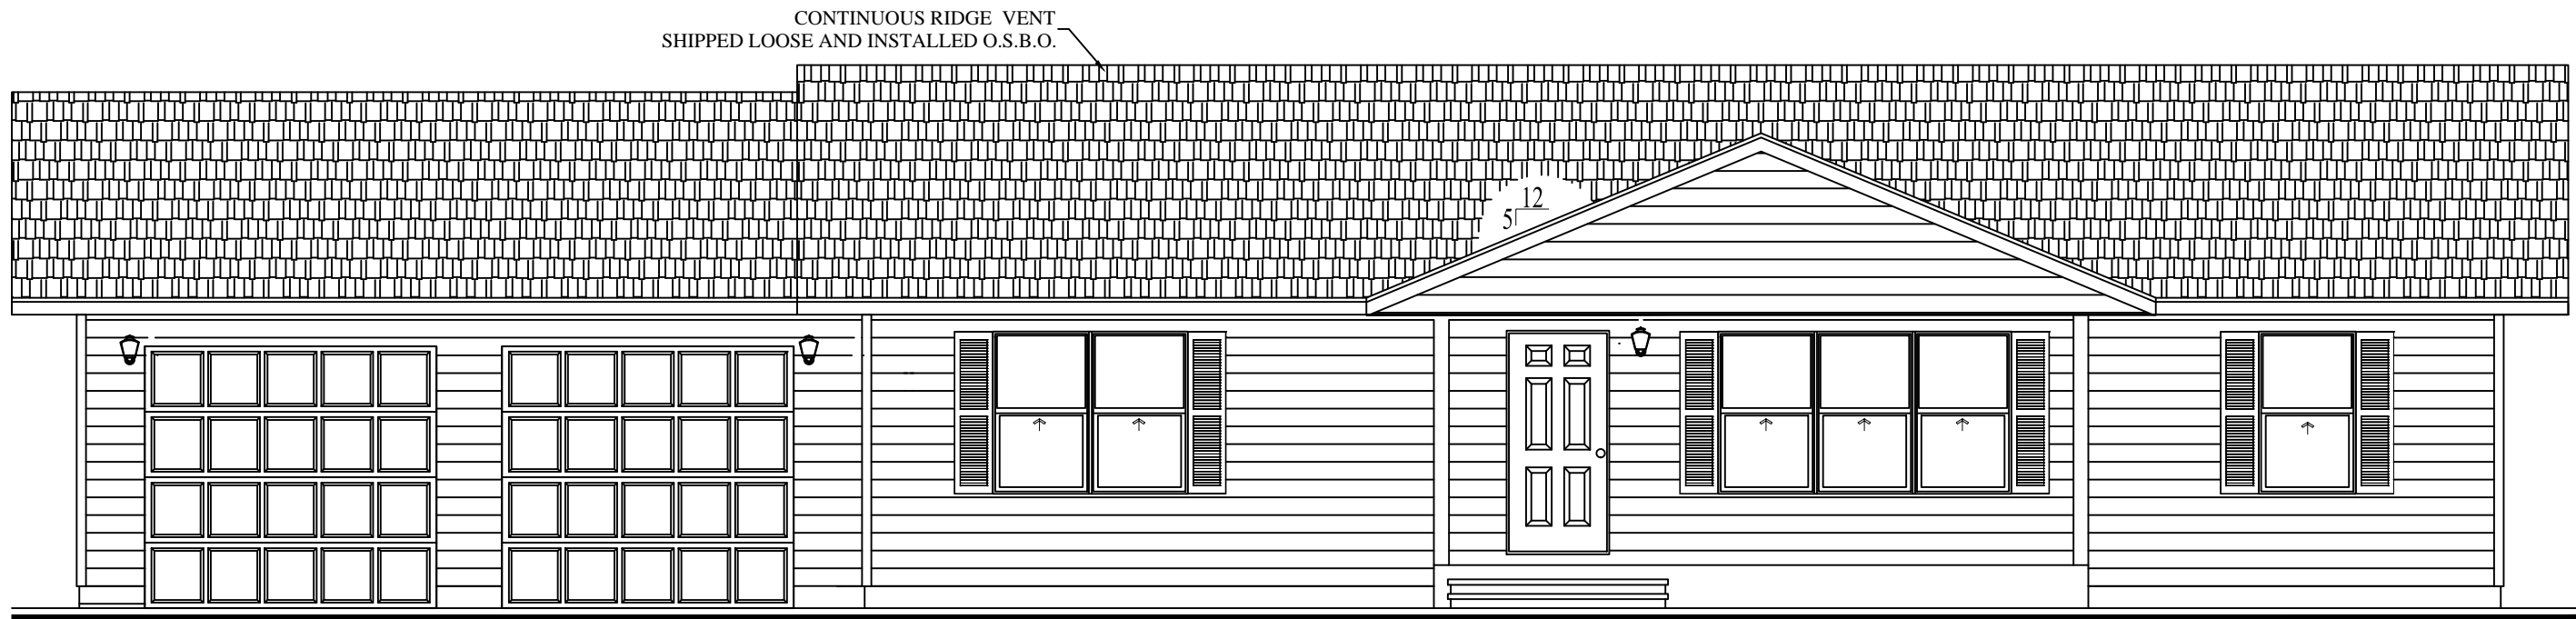 CONTINUOUS RIDGE VENT
SHIPPED LOOSE AND INSTALLED O.S.B.O.
12
5